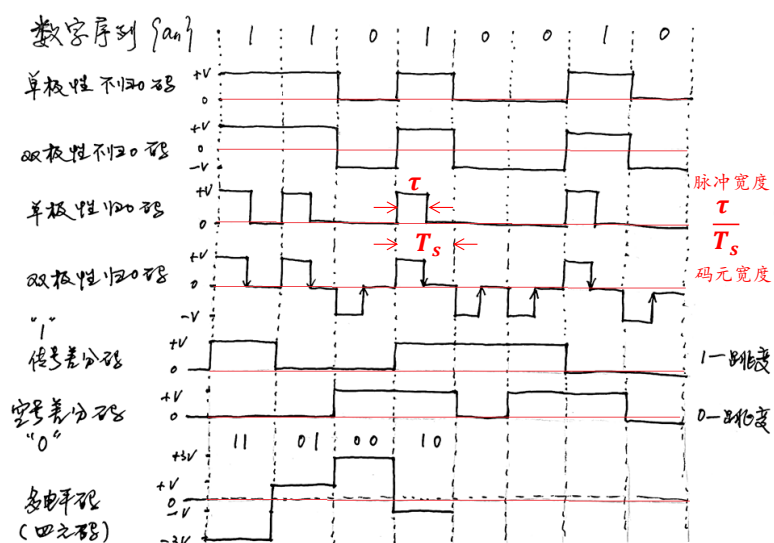 数字序列{an} 1 1 0 1 0 0 1 0
单极性不归0码 +V 0
双极性不归0码 +V 0 -V
单极性归0码 +V 0 τ 脉冲宽度
Ts τ/Ts
双极性归0码 +V 0 -V 码元宽度
"1"
传号差分码 +V 0 1—跳变
空号差分码 +V 0 0—跳变
"0" 11 01 00 10
+3V
+V
多电平码 0
(四元码) -V
-3V